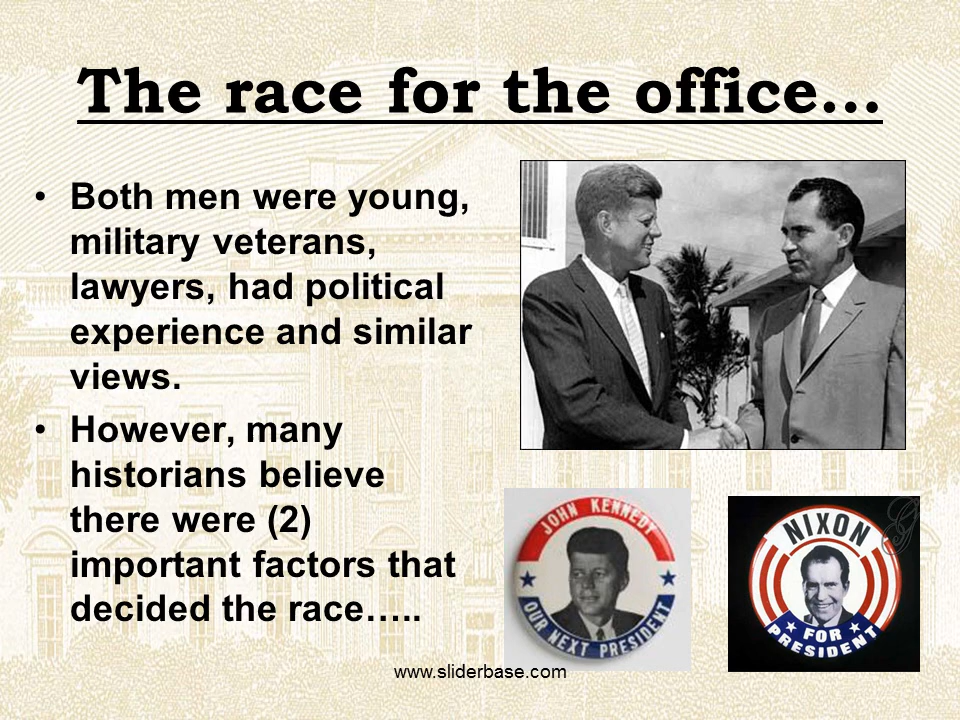 The race for the office…
• Both men were young,
military veterans,
lawyers, had political
experience and similar
views.
• However, many
historians believe
there were (2)
important factors that
decided the race…..
JOHN KENNEDY
OUR NEXT PRESIDENT
NIXON
FOR
PRESIDENT
G
www.sliderbase.com